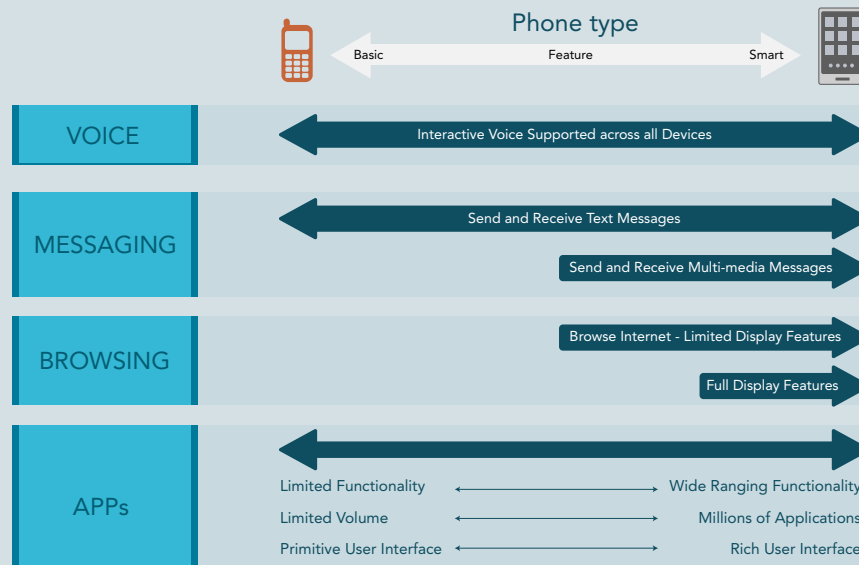 Phone type
Basic Feature Smart
VOICE
Interactive Voice Supported across all Devices
MESSAGING
Send and Receive Text Messages
Send and Receive Multi-media Messages
BROWSING
Browse Internet - Limited Display Features
Full Display Features
APPs
Limited Functionality Wide Ranging Functionality
Limited Volume Millions of Applications
Primitive User Interface Rich User Interface